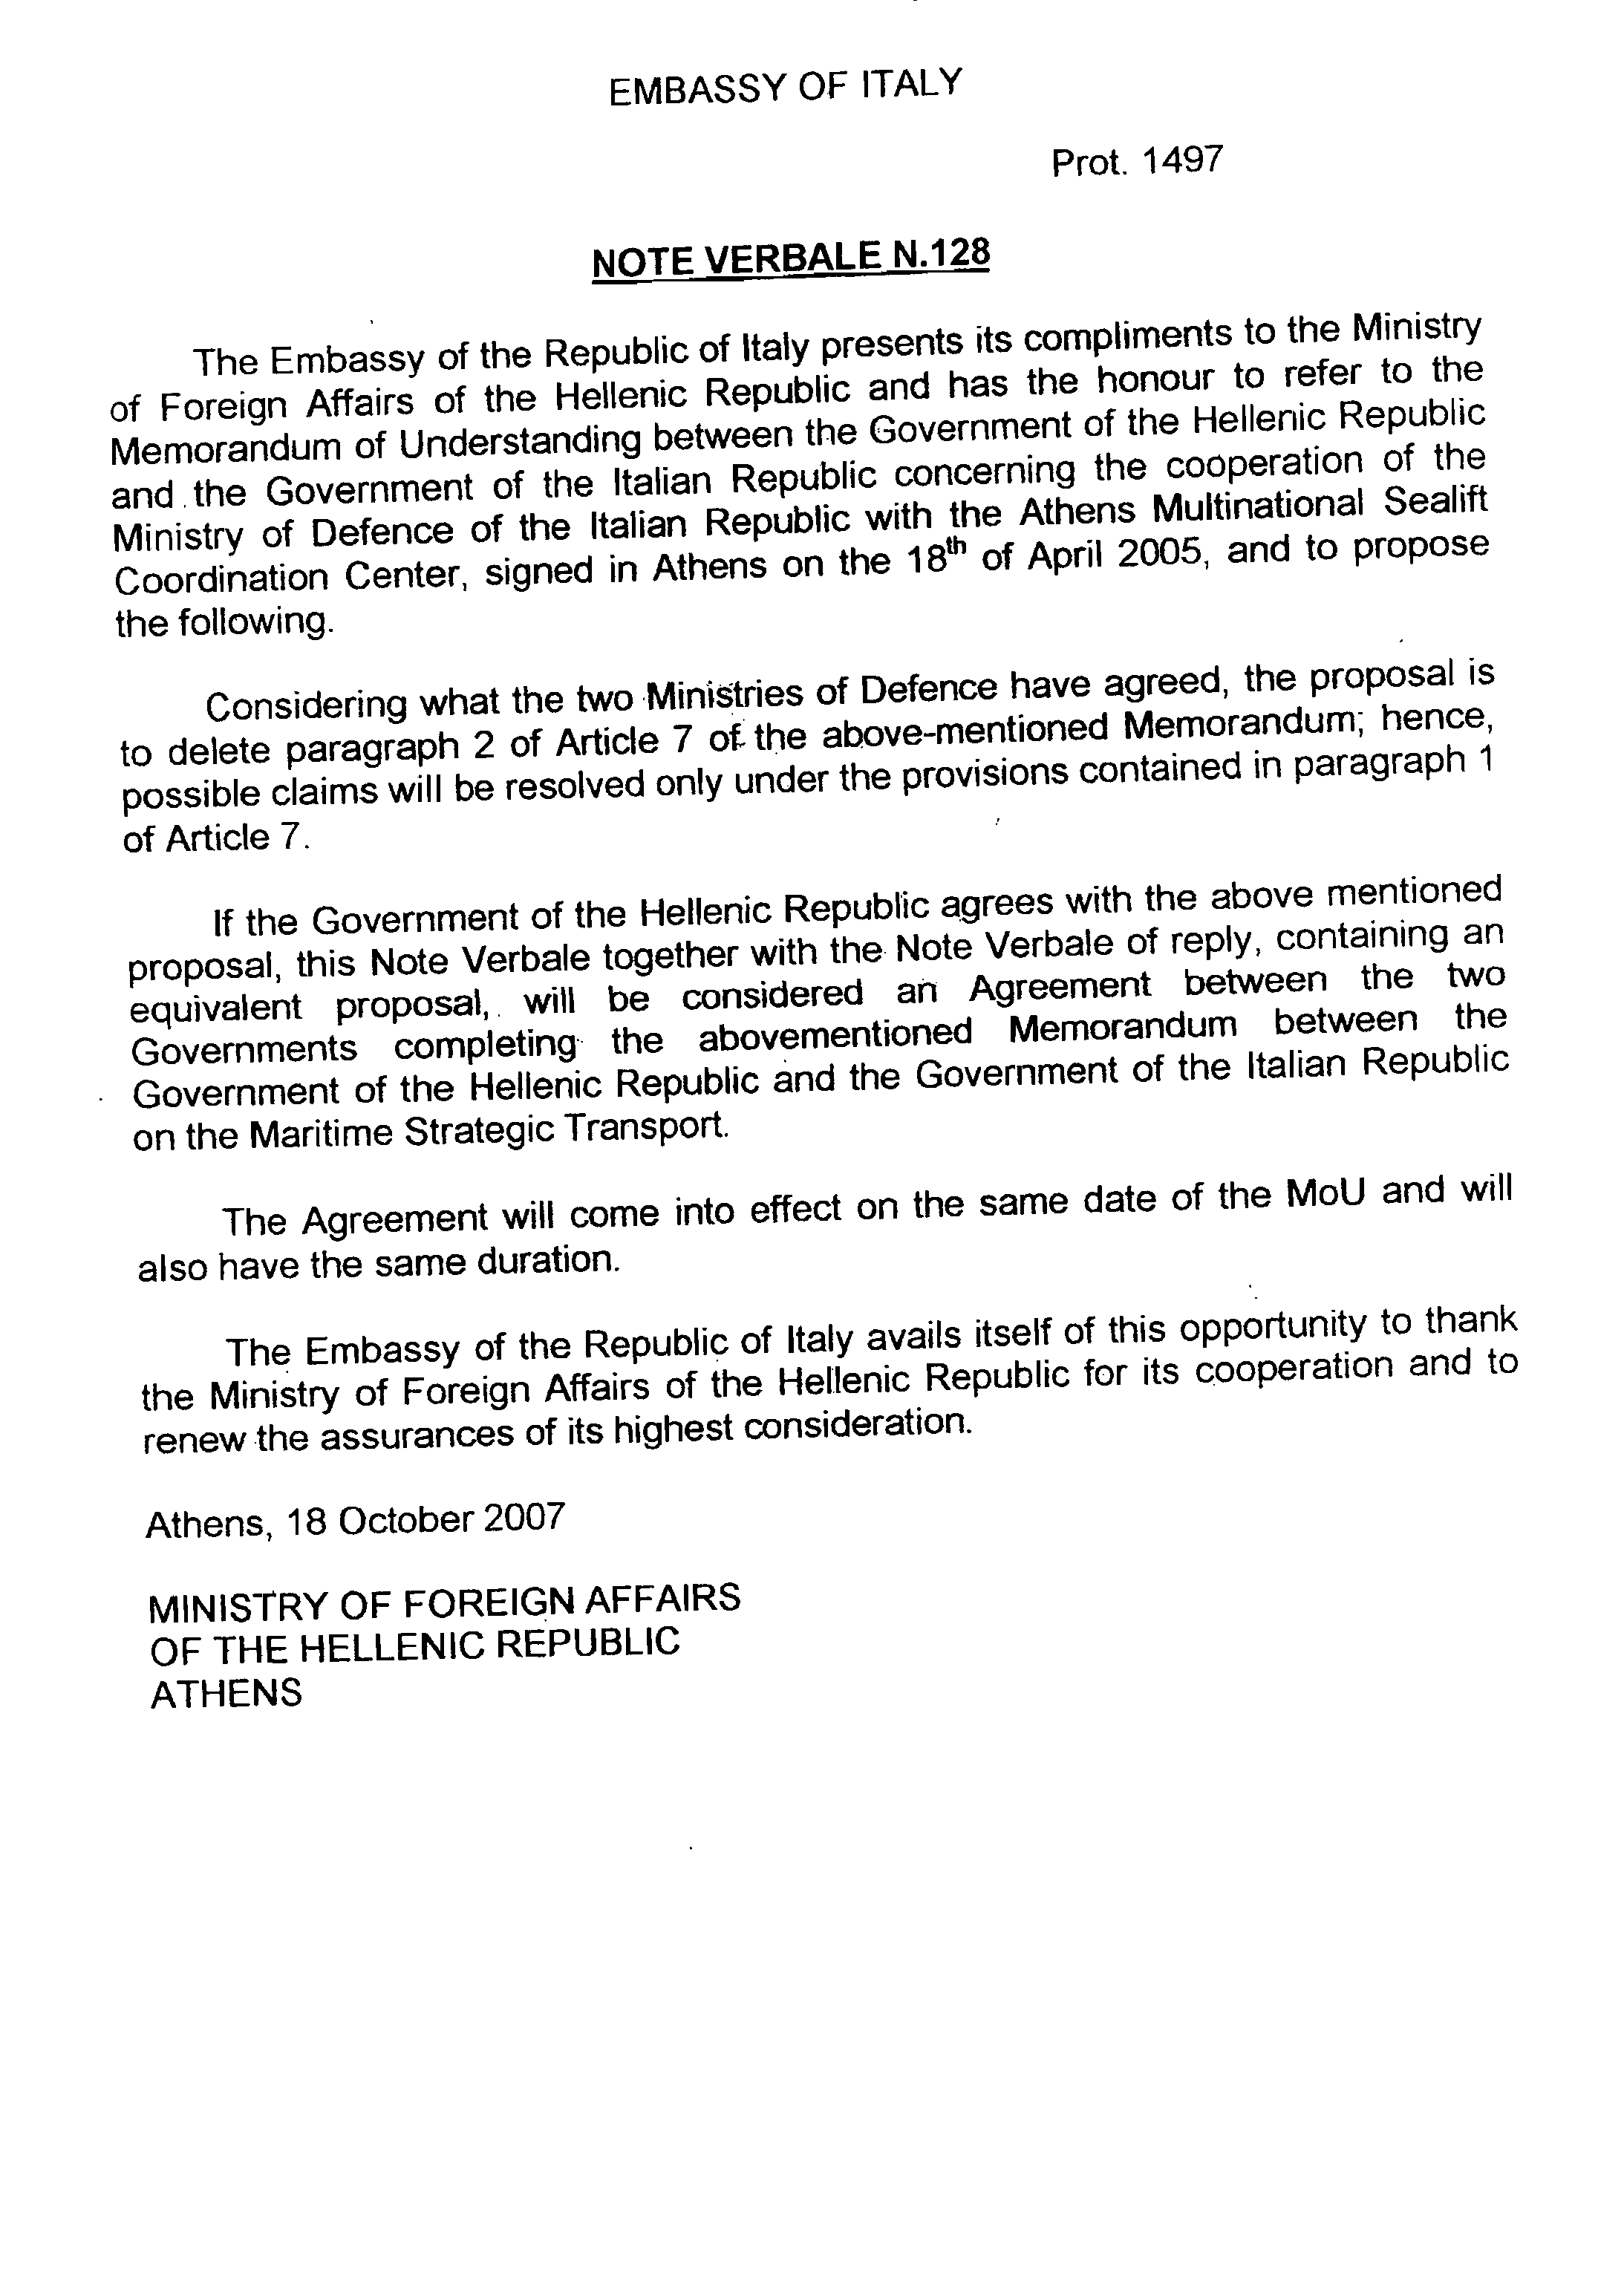 EMBASSY OF ITALY
Prot. 1497
NOTE VERBALE N.128
The Embassy of the Republic of Italy presents its compliments to the Ministry
of Foreign Affairs of the Hellenic Republic and has the honour to refer to the
Memorandum of Understanding between the Government of the Hellenic Republic
and the Government of the Italian Republic concerning the cooperation of the
Ministry of Defence of the Italian Republic with the Athens Multinational Sealift
Coordination Center, signed in Athens on the 18th of April 2005, and to propose
the following.
Considering what the two Ministries of Defence have agreed, the proposal is
to delete paragraph 2 of Article 7 of the above-mentioned Memorandum; hence,
possible claims will be resolved only under the provisions contained in paragraph 1
of Article 7.
If the Government of the Hellenic Republic agrees with the above mentioned
proposal, this Note Verbale together with the Note Verbale of reply, containing an
equivalent proposal, will be considered an Agreement between the two
Governments completing the abovementioned Memorandum between the
Government of the Hellenic Republic and the Government of the Italian Republic
on the Maritime Strategic Transport.
The Agreement will come into effect on the same date of the MoU and will
also have the same duration.
The Embassy of the Republic of Italy avails itself of this opportunity to thank
the Ministry of Foreign Affairs of the Hellenic Republic for its cooperation and to
renew the assurances of its highest consideration.
Athens, 18 October 2007
MINISTRY OF FOREIGN AFFAIRS
OF THE HELLENIC REPUBLIC
ATHENS